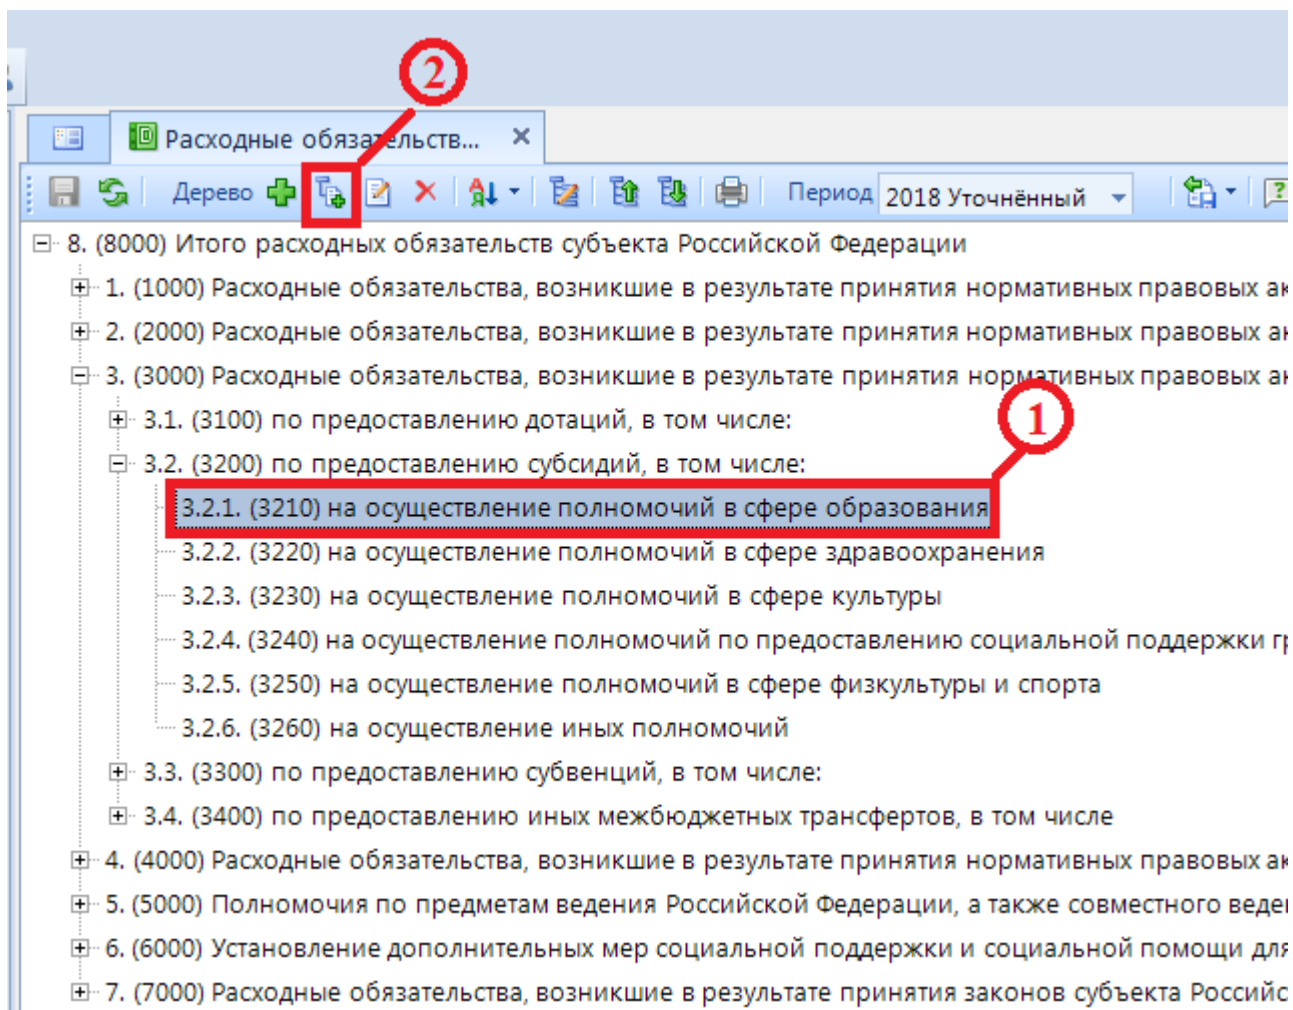 2
Расходные обязательств...
Дерево Период 2018 Уточнённый
8. (8000) Итого расходных обязательств субъекта Российской Федерации
1. (1000) Расходные обязательства, возникшие в результате принятия нормативных правовых ак
2. (2000) Расходные обязательства, возникшие в результате принятия нормативных правовых ак
3. (3000) Расходные обязательства, возникшие в результате принятия нормативных правовых ак
3.1. (3100) по предоставлению дотаций, в том числе:
1
3.2. (3200) по предоставлению субсидий, в том числе:
3.2.1. (3210) на осуществление полномочий в сфере образования
3.2.2. (3220) на осуществление полномочий в сфере здравоохранения
3.2.3. (3230) на осуществление полномочий в сфере культуры
3.2.4. (3240) на осуществление полномочий по предоставлению социальной поддержки гр
3.2.5. (3250) на осуществление полномочий в сфере физкультуры и спорта
3.2.6. (3260) на осуществление иных полномочий
3.3. (3300) по предоставлению субвенций, в том числе:
3.4. (3400) по предоставлению иных межбюджетных трансфертов, в том числе
4. (4000) Расходные обязательства, возникшие в результате принятия нормативных правовых ак
5. (5000) Полномочия по предметам ведения Российской Федерации, а также совместного веде
6. (6000) Установление дополнительных мер социальной поддержки и социальной помощи для
7. (7000) Расходные обязательства, возникшие в результате принятия законов субъекта Российс